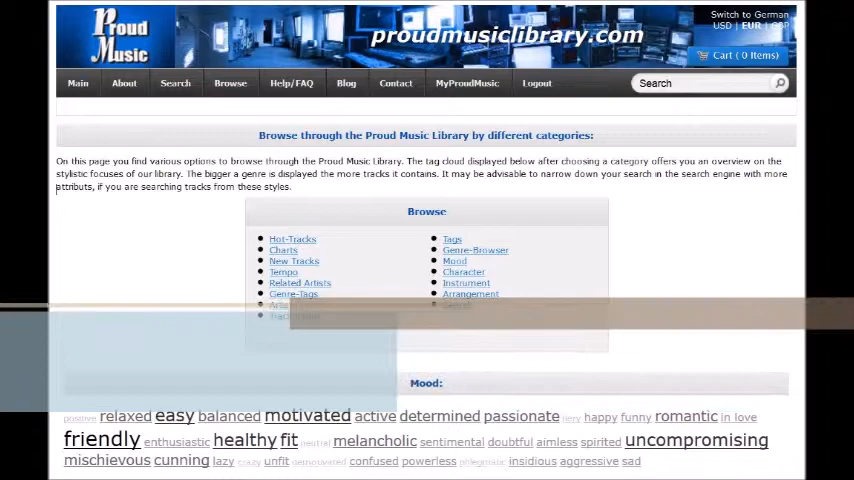 Proud
Music
proudmusiclibrary.com
Switch to German
USD | EUR | GBP
Cart ( 0 Items)
Main About Search Browse Help/FAQ Blog Contact MyProudMusic Logout
Search
Browse through the Proud Music Library by different categories:
On this page you find various options to browse through the Proud Music Library. The tag cloud displayed below after choosing a category offers you an overview on the
stylistic focuses of our library. The bigger a genre is displayed the more tracks it contains. It may be advisable to narrow down your search in the search engine with more
attributs, if you are searching tracks from these styles.
Browse
Hot-Tracks
Charts
New Tracks
Tempo
Related Artists
Genre-Tags
Tags
Genre-Browser
Mood
Character
Instrument
Arrangement
Mood:
positive relaxed easy balanced motivated active determined passionate fiery happy funny romantic in love
friendly enthusiastic healthy fit neutral melancholic sentimental doubtful aimless spirited uncompromising
mischievous cunning lazy crazy unfit demotivated confused powerless phlegmatic insidious aggressive sad